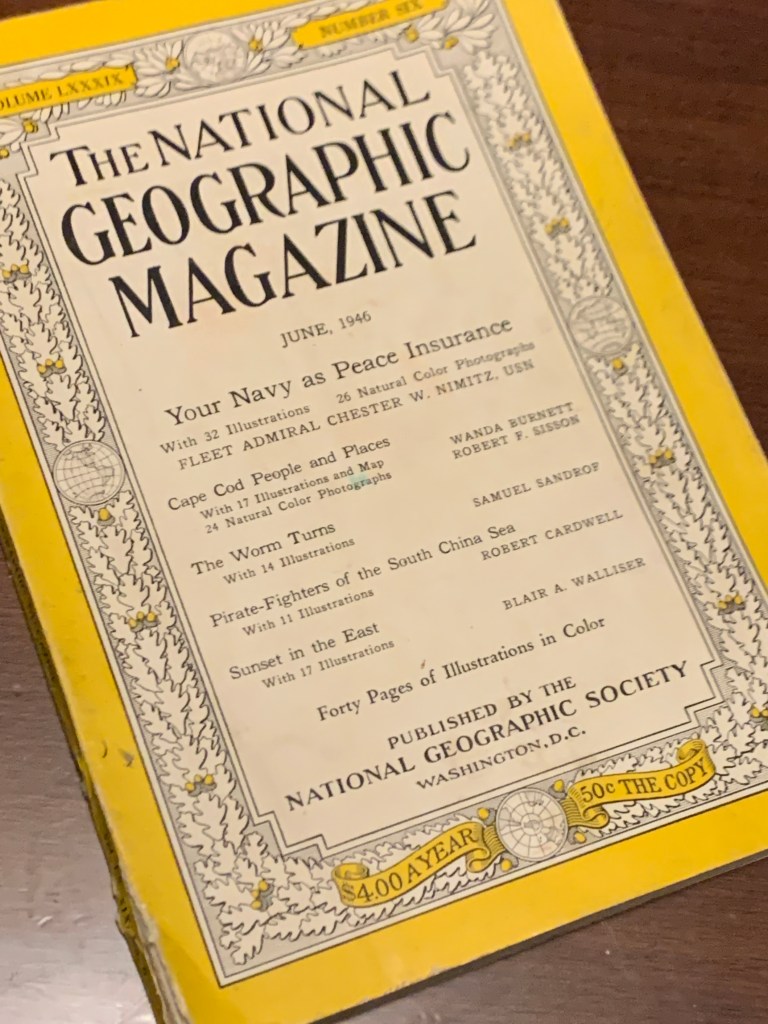 VOLUME LXXXIX
NUMBER SIX
THE NATIONAL
GEOGRAPHIC
MAGAZINE
JUNE, 1946
Your Navy as Peace Insurance
With 32 Illustrations 26 Natural Color Photographs
FLEET ADMIRAL CHESTER W. NIMITZ, USN
Cape Cod People and Places
With 17 Illustrations and Map
24 Natural Color Photographs
WANDA BURNETT
ROBERT F. SISSON
The Worm Turns
With 14 Illustrations
SAMUEL SANDROF
Pirate-Fighters of the South China Sea
With 11 Illustrations
ROBERT CARDWELL
Sunset in the East
With 17 Illustrations
BLAIR A. WALLISER
Forty Pages of Illustrations in Color
PUBLISHED BY THE
NATIONAL GEOGRAPHIC SOCIETY
WASHINGTON, D.C.
$4.00 A YEAR
50c THE COPY